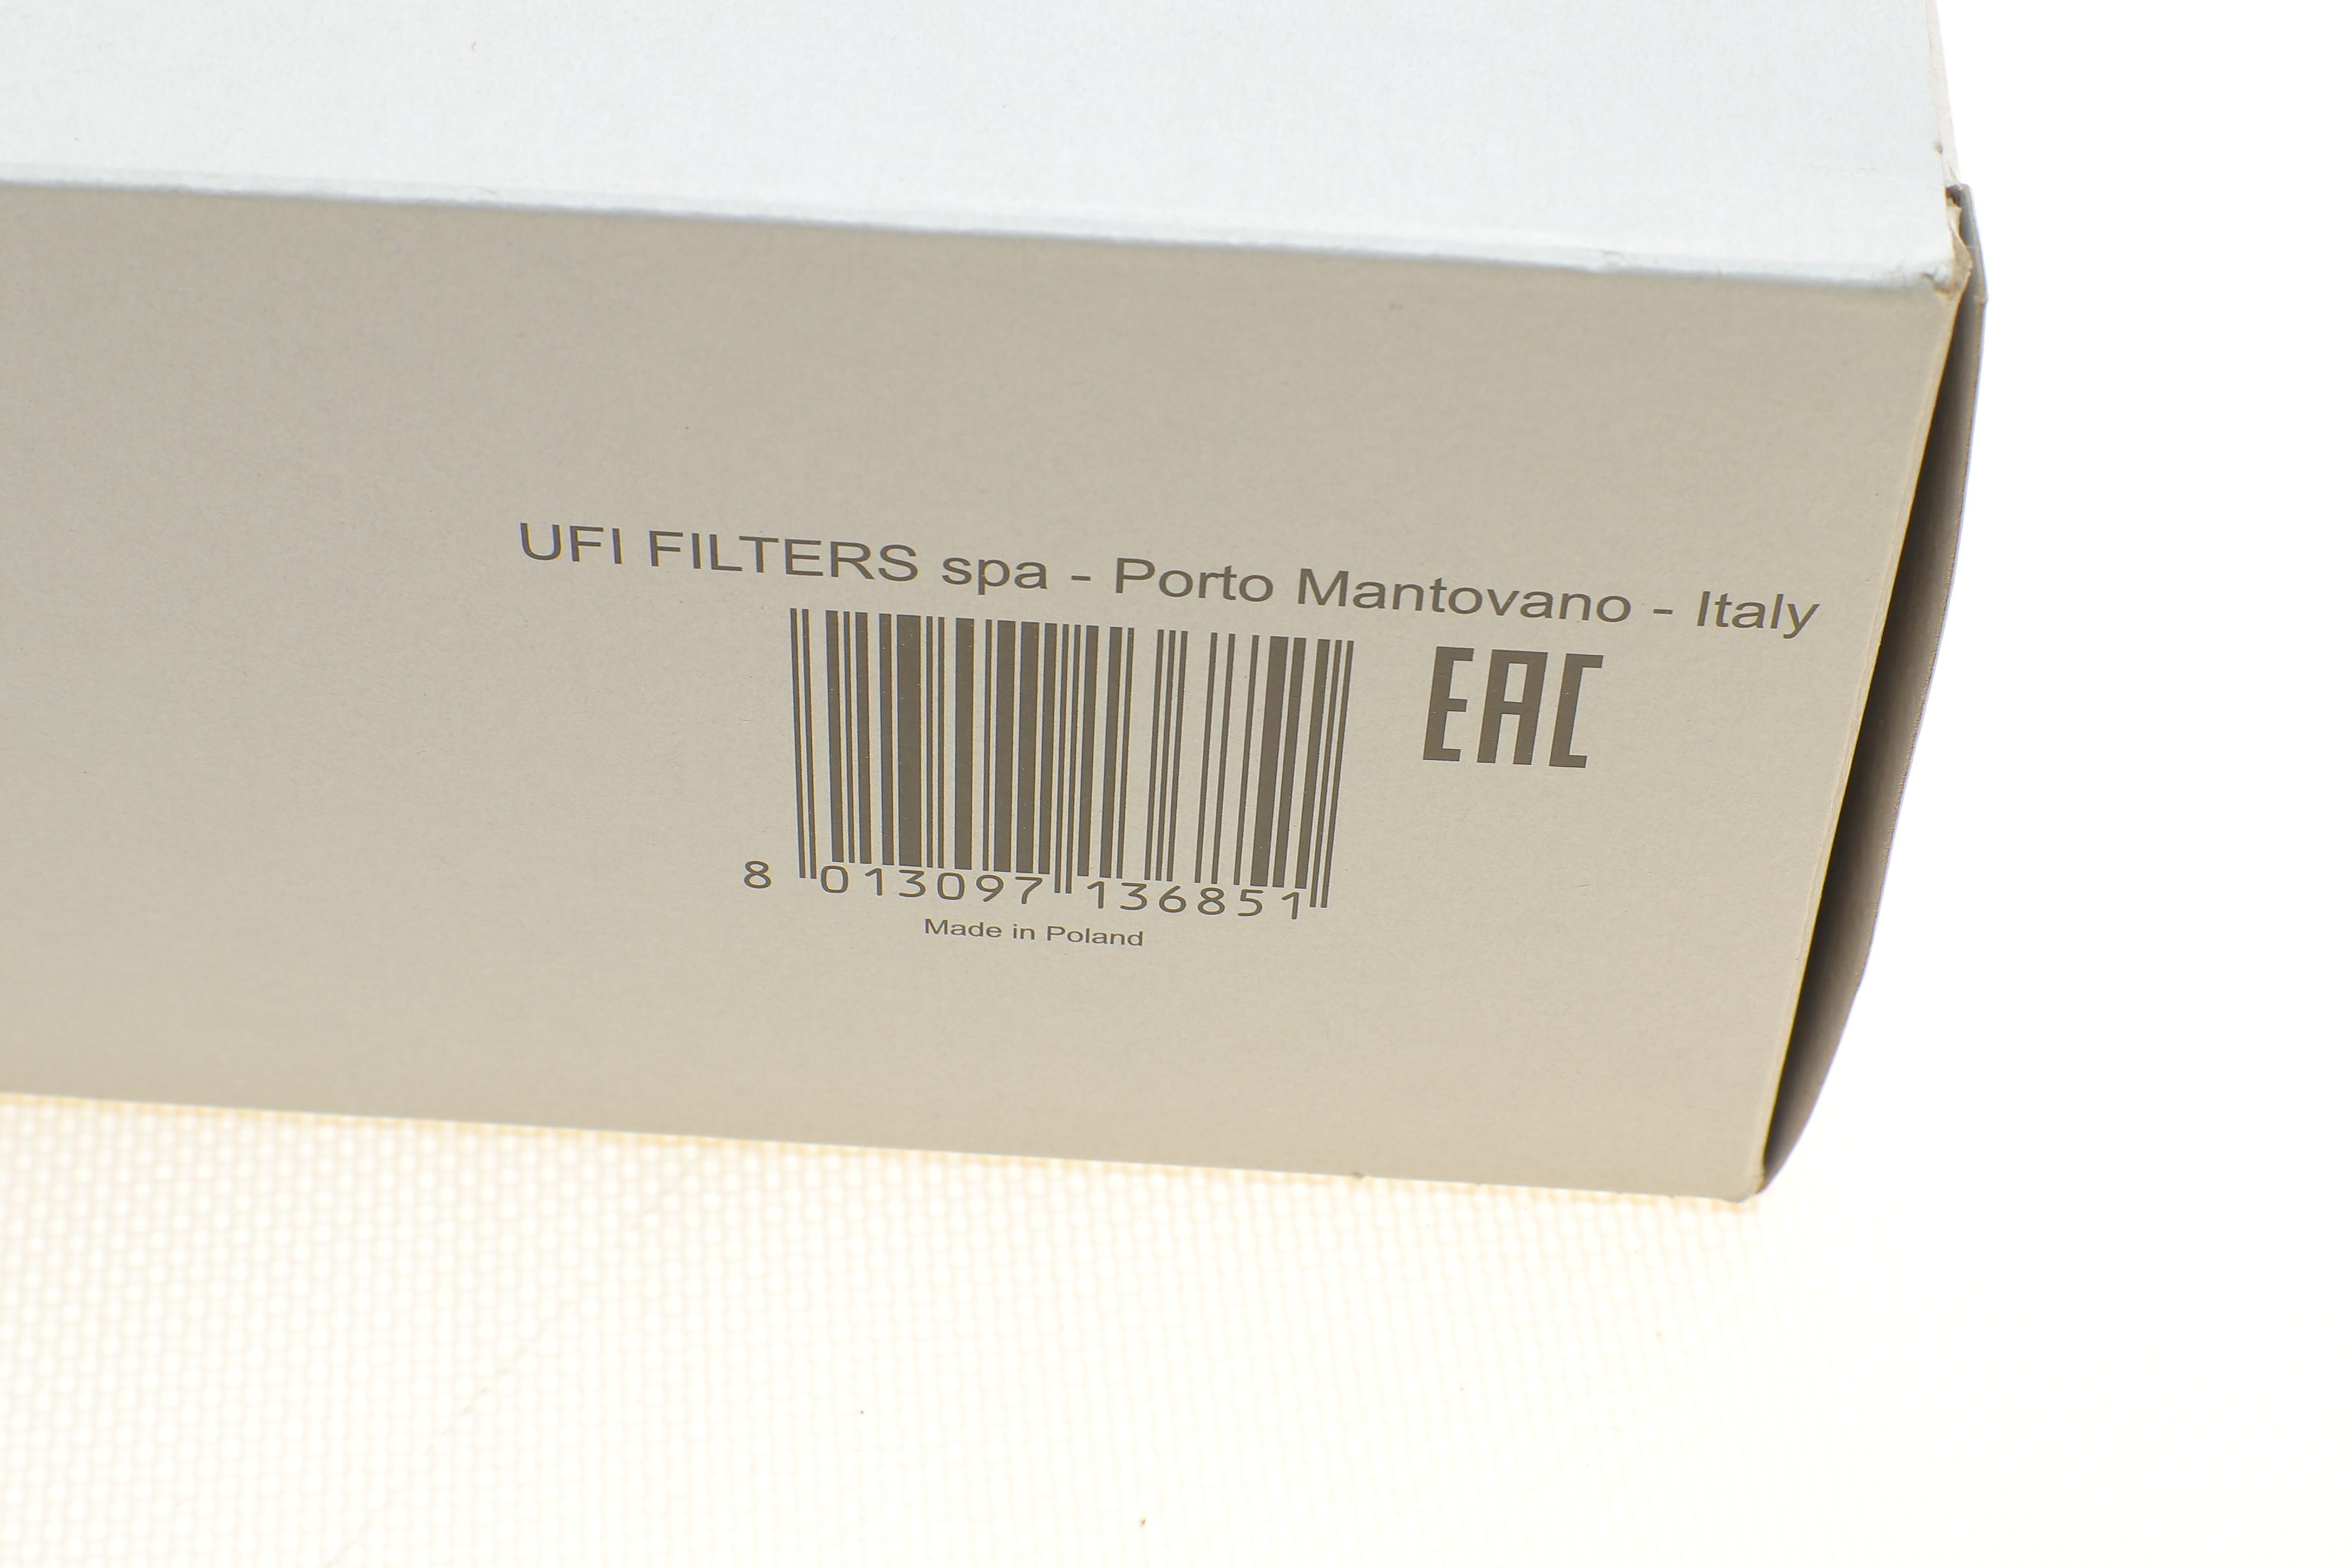 UFI FILTERS spa - Porto Mantovano - Italy
EAC
8 013097 136851
Made in Poland